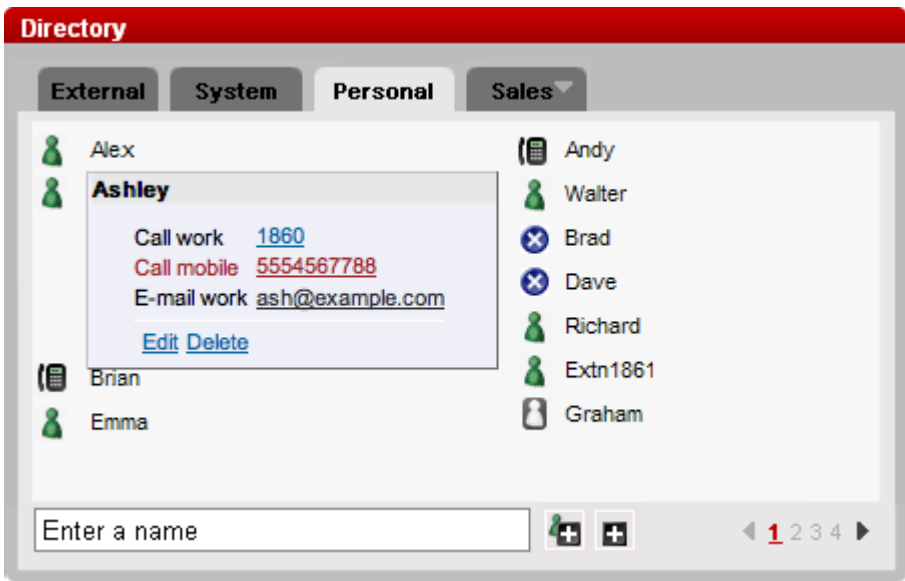 Directory
External System Personal Sales
Alex
Ashley
Call work 1860
Call mobile 5554567788
E-mail work ash@example.com
Edit Delete
Brian
Emma
Andy
Walter
Brad
Dave
Richard
Extn1861
Graham
Enter a name
1 2 3 4